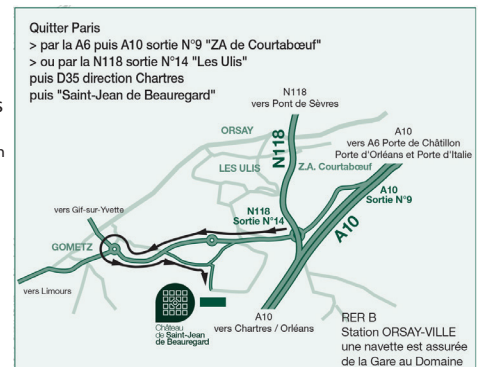 Quitter Paris
> par la A6 puis A10 sortie N°9 "ZA de Courtabœuf"
> ou par la N118 sortie N°14 "Les Ulis"
puis D35 direction Chartres
puis "Saint-Jean de Beauregard"
N118
vers Pont de Sèvres
ORSAY
N118
A10
vers A6 Porte de Châtillon
Porte d'Orléans et Porte d'Italie
LES ULIS
Z.A. Courtabœuf
A10
Sortie N°9
vers Gif-sur-Yvette
N118
Sortie N°14
A10
GOMETZ
vers Limours
Château
de Saint-Jean
de Beauregard
A10
vers Chartres / Orléans
RER B
Station ORSAY-VILLE
une navette est assurée
de la Gare au Domaine